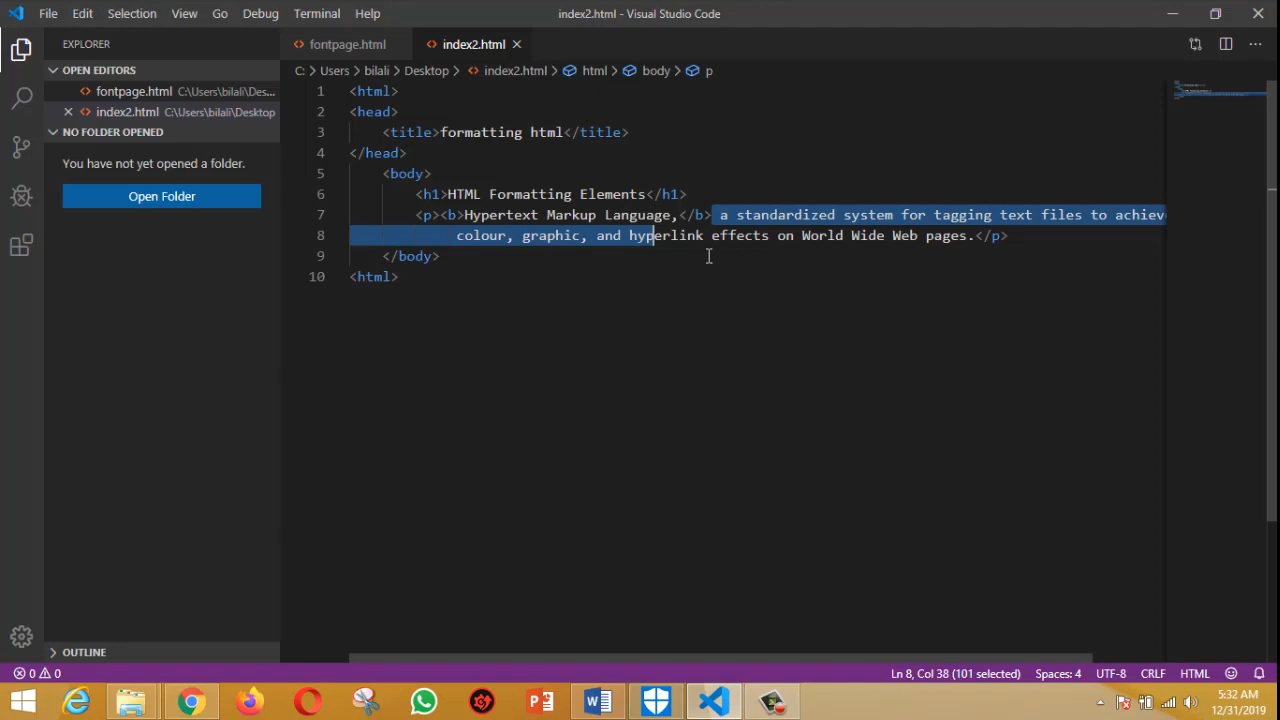 File Edit Selection View Go Debug Terminal Help
index2.html - Visual Studio Code
EXPLORER
OPEN EDITORS
fontpage.html C:\Users\bilali\Des...
index2.html C:\Users\bilali\Desktop
NO FOLDER OPENED
You have not yet opened a folder.
Open Folder
OUTLINE
fontpage.html index2.html
C: > Users > bilali > Desktop > index2.html > html > body > p
1 <html>
2 <head>
3 <title>formatting html</title>
4 </head>
5 <body>
6 <h1>HTML Formatting Elements</h1>
7 <p><b>Hypertext Markup Language,</b> a standardized system for tagging text files to achiev
8 colour, graphic, and hyperlink effects on World Wide Web pages.</p>
9 </body>
10 <html>
0 0
Ln 8, Col 38 (101 selected) Spaces: 4 UTF-8 CRLF HTML
5:32 AM
12/31/2019